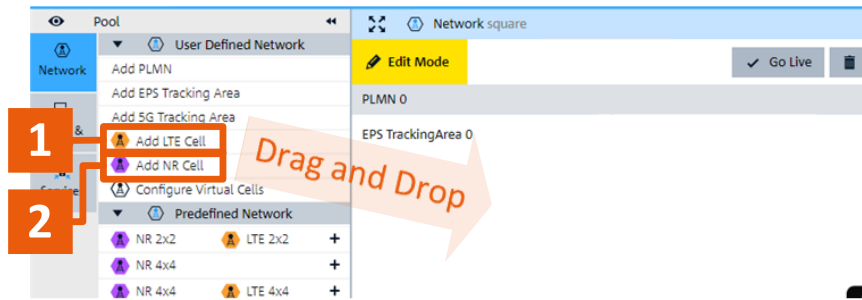 Pool
Network square
User Defined Network
Network
Add PLMN
Edit Mode
Go Live
Add EPS Tracking Area
PLMN 0
Add 5G Tracking Area
&
1
Add LTE Cell
EPS TrackingArea 0
Add NR Cell
Drag and Drop
Configure Virtual Cells
2
Predefined Network
NR 2x2 LTE 2x2 +
NR 4x4 +
NR 4x4 LTE 4x4 +